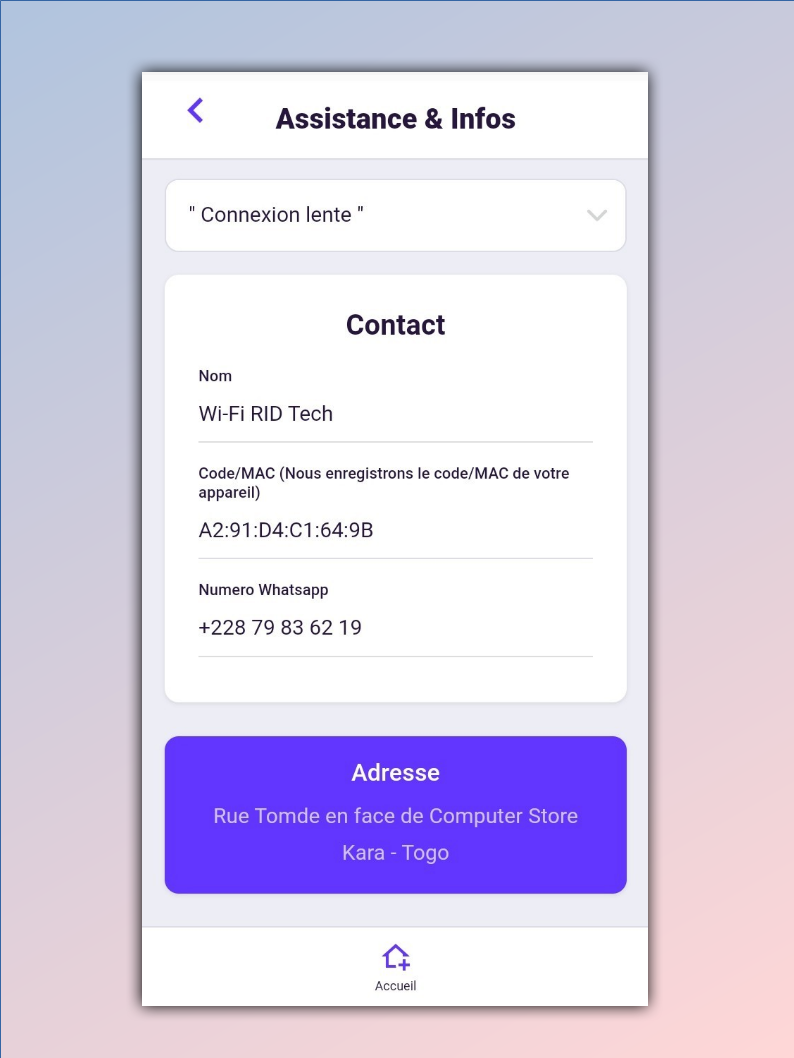 Assistance & Infos
" Connexion lente "
Contact
Nom
Wi-Fi RID Tech
Code/MAC (Nous enregistrons le code/MAC de votre
appareil)
A2:91:D4:C1:64:9B
Numero Whatsapp
+228 79 83 62 19
Adresse
Rue Tomde en face de Computer Store
Kara - Togo
Accueil